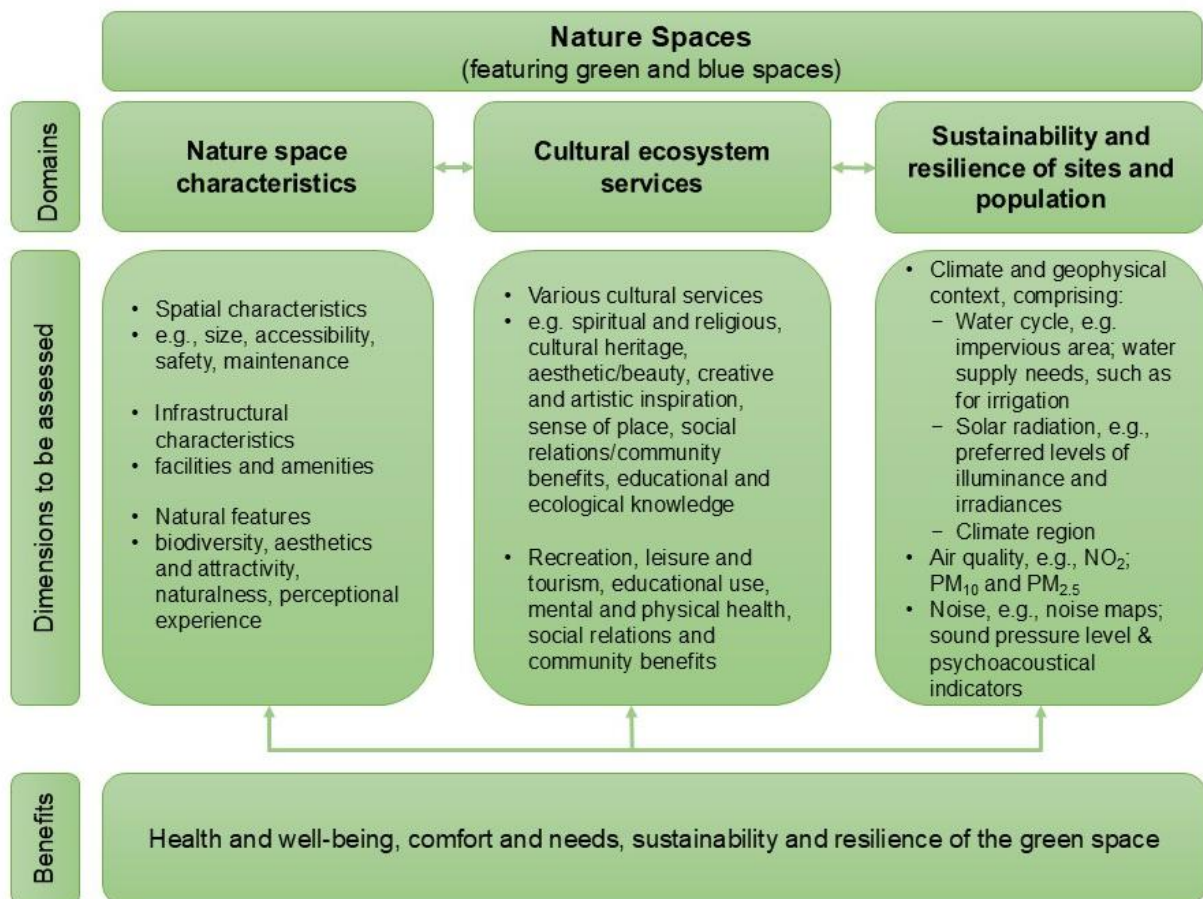 Nature Spaces
(featuring green and blue spaces)
Domains
Nature space
characteristics
Cultural ecosystem
services
Sustainability and
resilience of sites and
population
Dimensions to be assessed
• Spatial characteristics
• e.g., size, accessibility,
safety, maintenance
• Infrastructural
characteristics
• facilities and amenities
• Natural features
• biodiversity, aesthetics
and attractivity,
naturalness, perceptional
experience
• Various cultural services
• e.g. spiritual and religious,
cultural heritage,
aesthetic/beauty, creative
and artistic inspiration,
sense of place, social
relations/community
benefits, educational and
ecological knowledge
• Recreation, leisure and
tourism, educational use,
mental and physical health,
social relations and
community benefits
• Climate and geophysical
context, comprising:
− Water cycle, e.g.
impervious area; water
supply needs, such as
for irrigation
− Solar radiation, e.g.,
preferred levels of
illuminance and
irradiances
− Climate region
• Air quality, e.g., NO₂;
PM₁₀ and PM₂.₅
• Noise, e.g., noise maps;
sound pressure level &
psychoacoustical
indicators
Benefits
Health and well-being, comfort and needs, sustainability and resilience of the green space